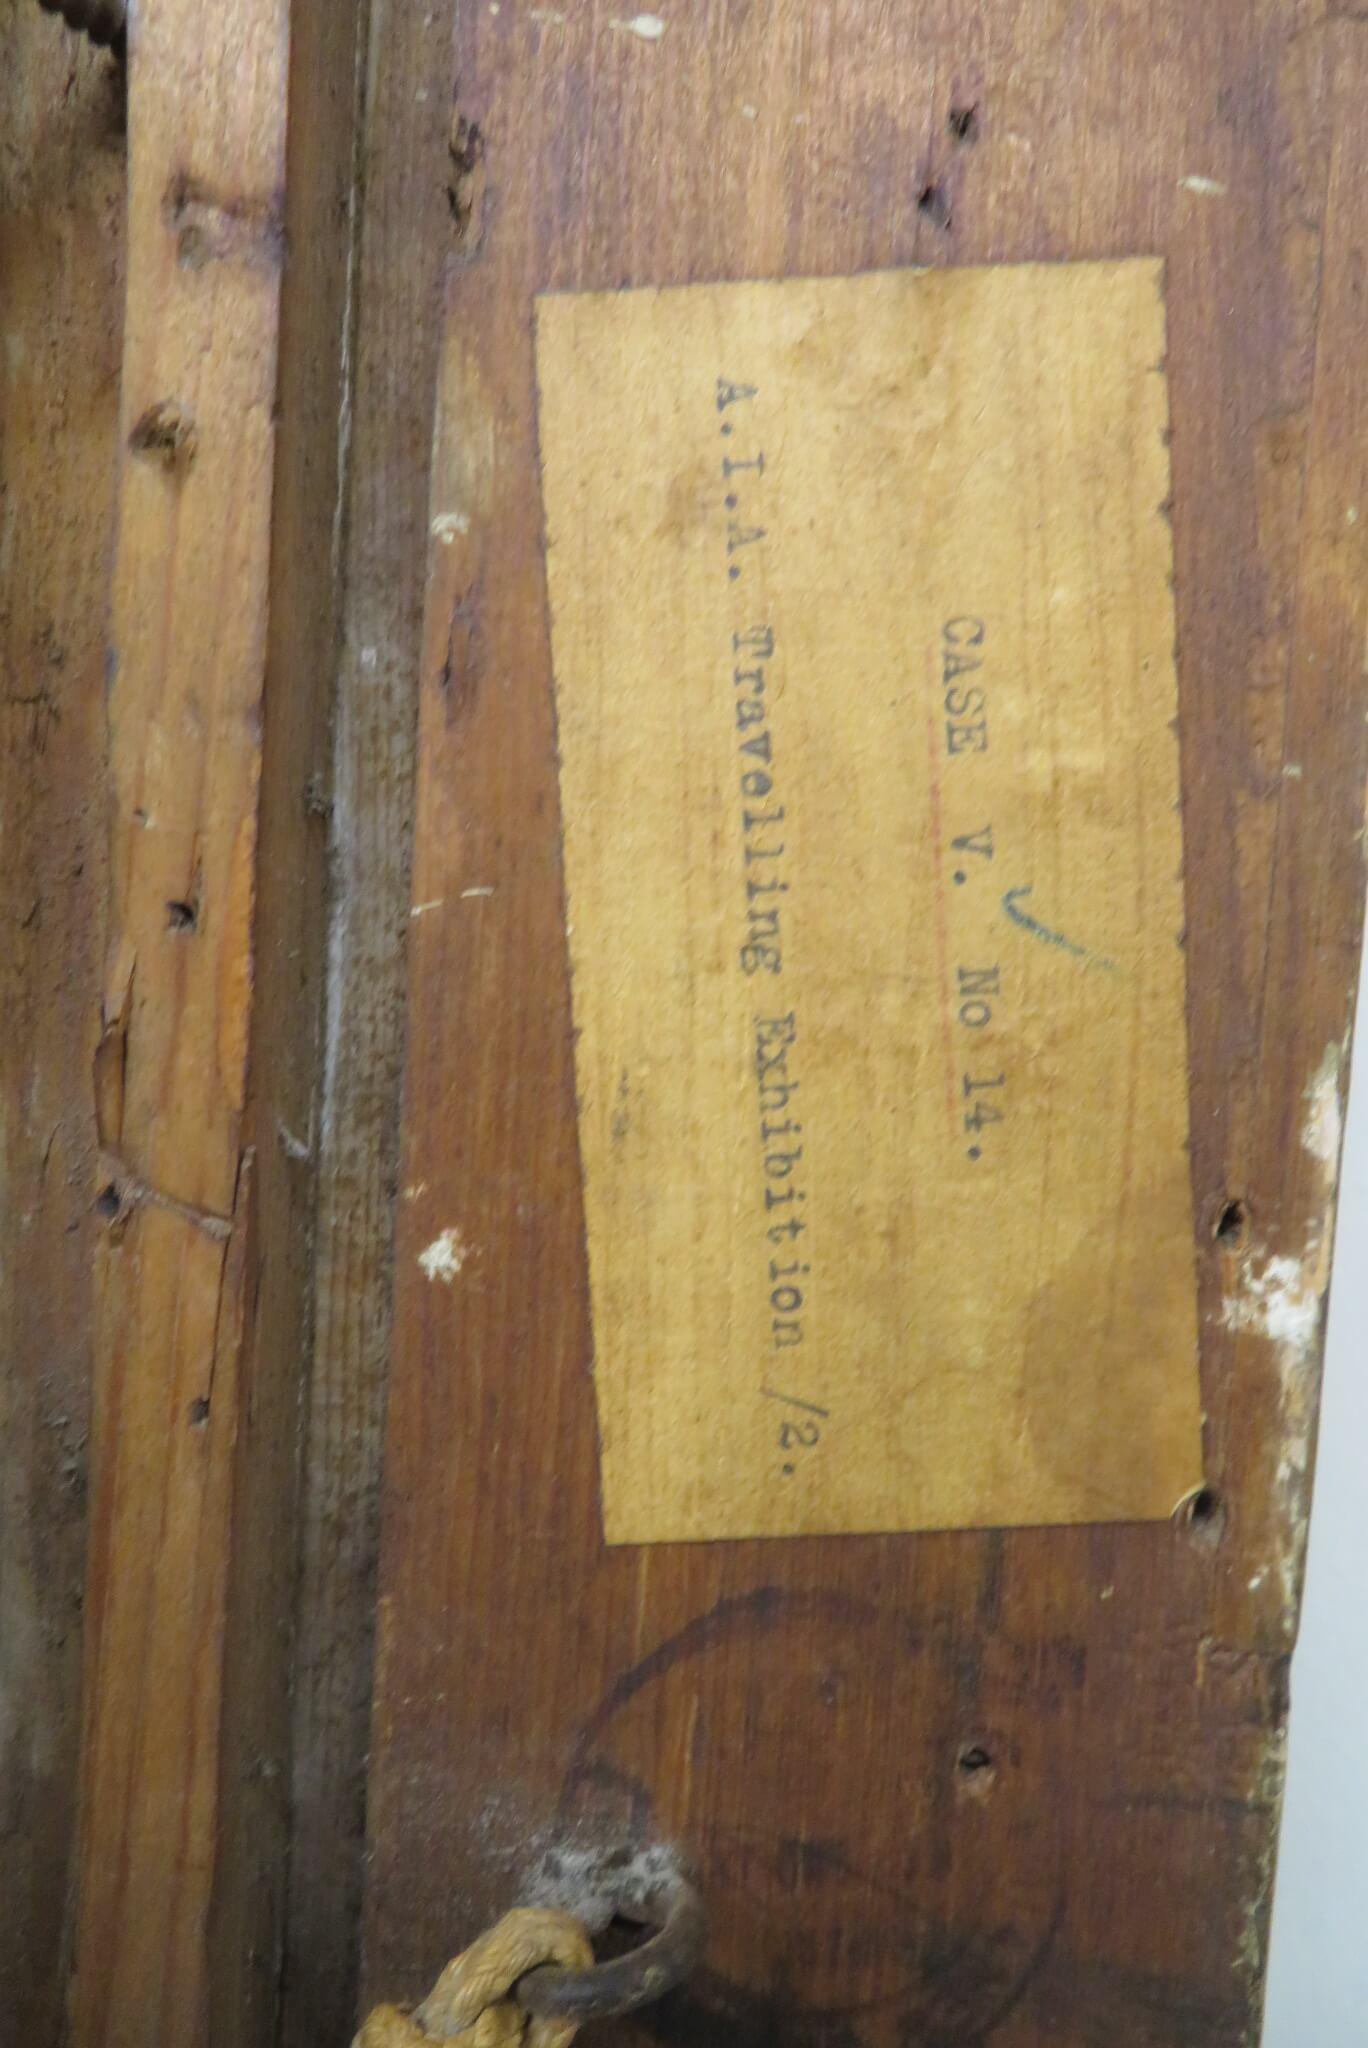 CASE V. No 14.
A.I.A. Travelling Exhibition /2.